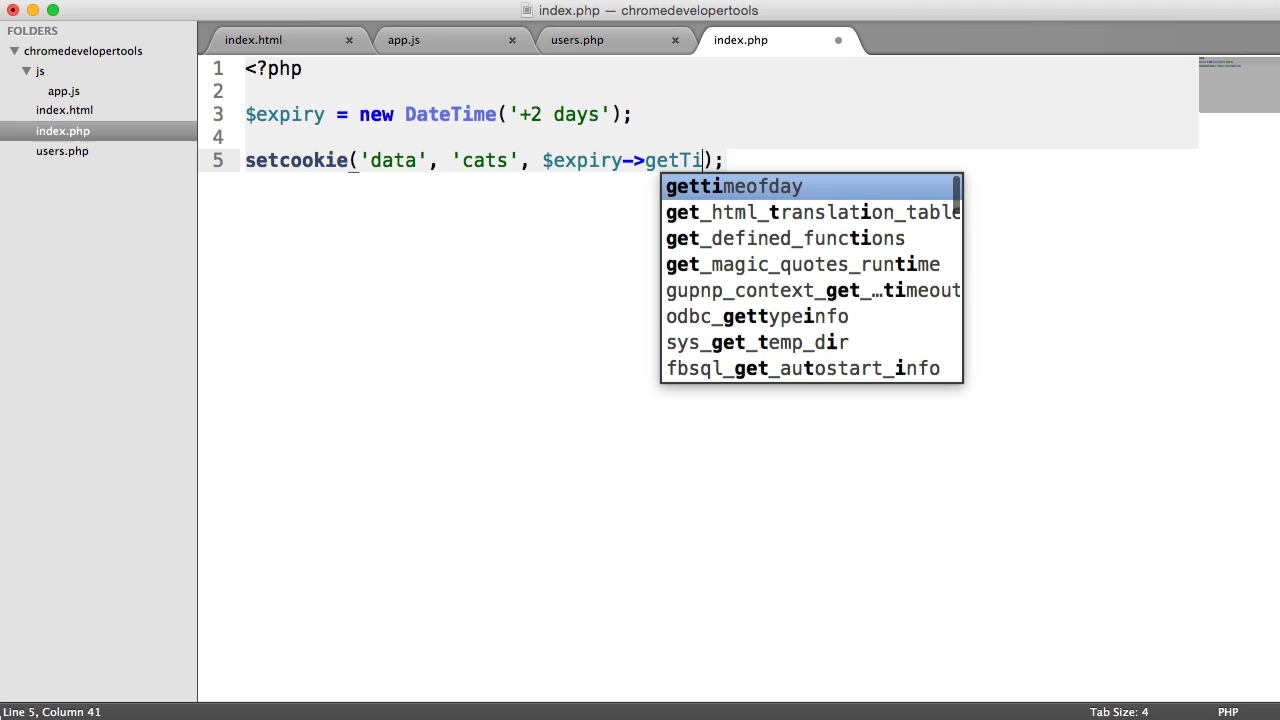 index.php — chromedevelopertools
FOLDERS
chromedevelopertools
js
app.js
index.html
index.php
users.php
index.html × app.js × users.php × index.php
1 <?php
2
3 $expiry = new DateTime('+2 days');
4
5 setcookie('data', 'cats', $expiry->getTi);
gettimeofday
get_html_translation_table
get_defined_functions
get_magic_quotes_runtime
gupnp_context_get_…timeout
odbc_gettypeinfo
sys_get_temp_dir
fbsql_get_autostart_info
Line 5, Column 41 Tab Size: 4 PHP